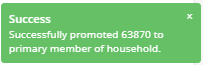 Success
×
Successfully promoted 63870 to
primary member of household.